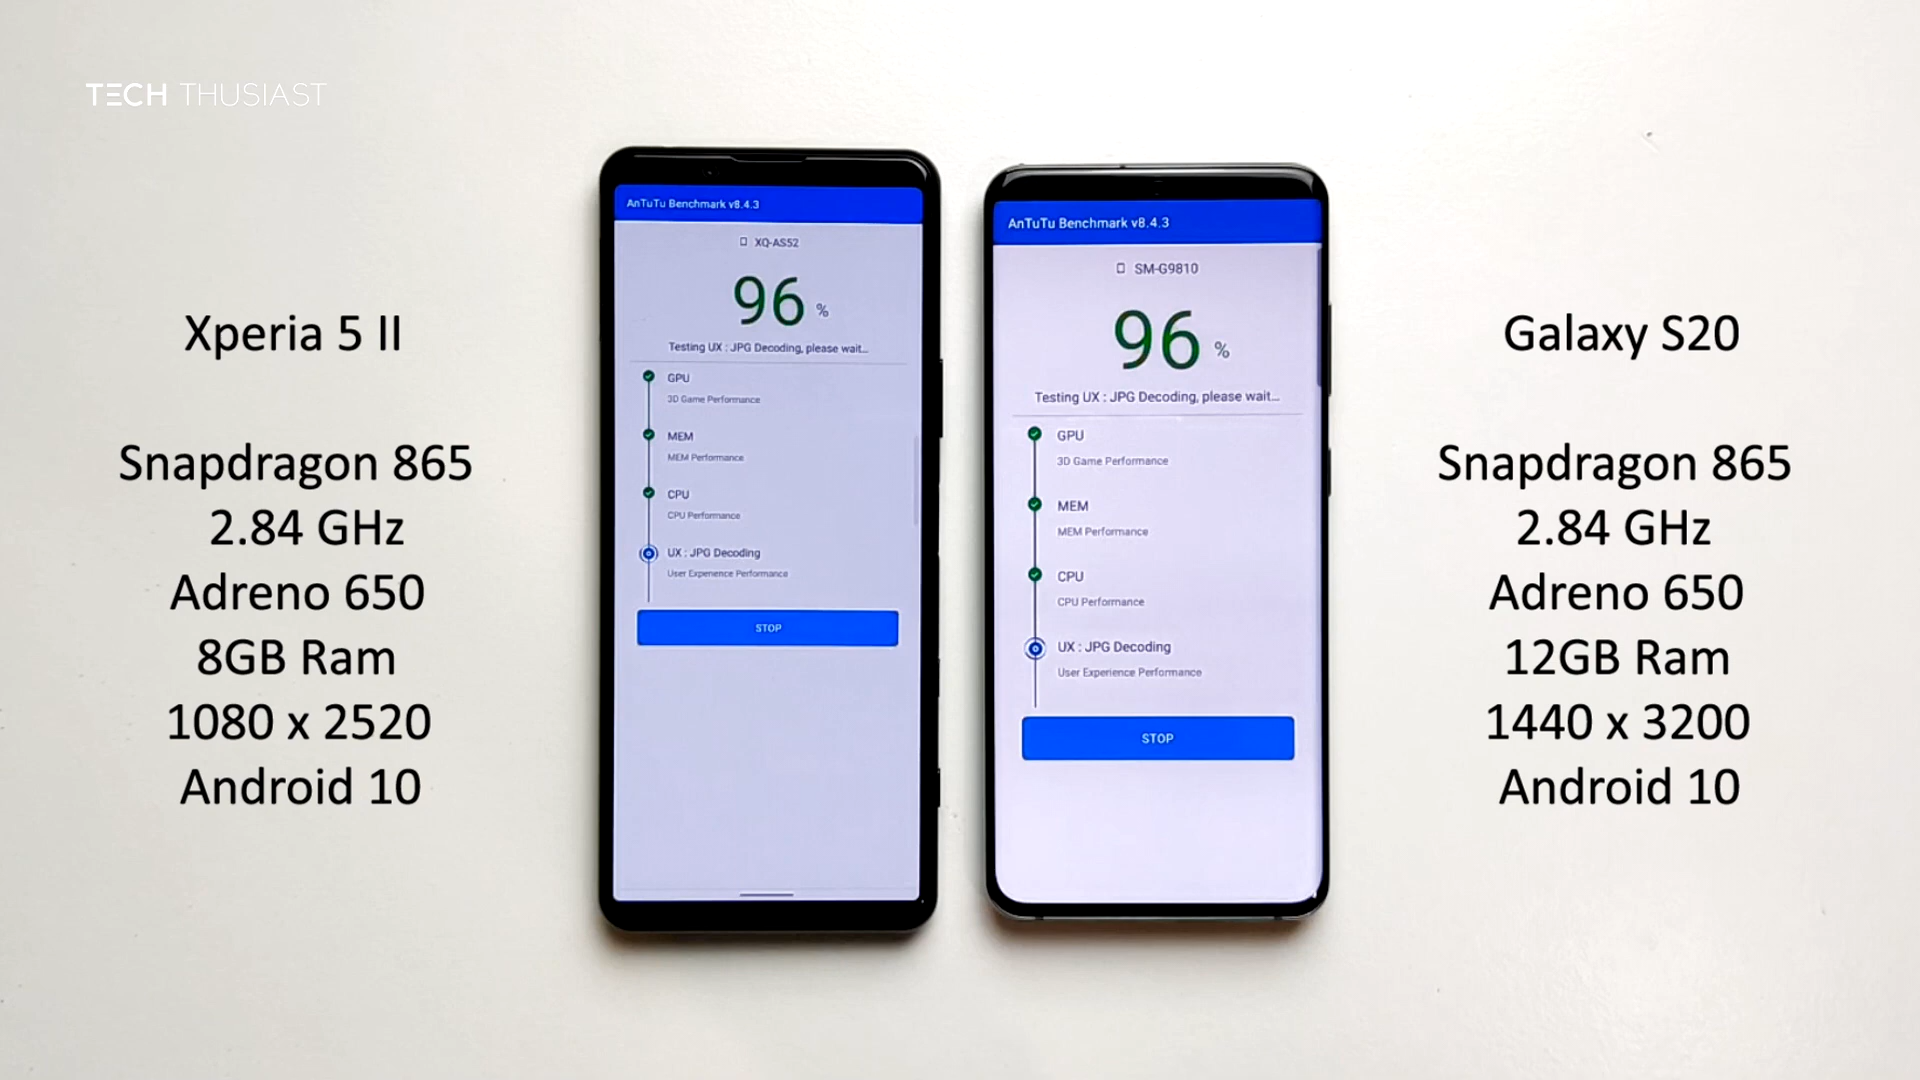 TECH THUSIAST
Xperia 5 II
Snapdragon 865
2.84 GHz
Adreno 650
8GB Ram
1080 x 2520
Android 10
AnTuTu Benchmark v8.4.3
XQ-AS52
96 %
Testing UX : JPG Decoding, please wait...
GPU
3D Game Performance
MEM
MEM Performance
CPU
CPU Performance
UX : JPG Decoding
User Experience Performance
STOP
AnTuTu Benchmark v8.4.3
SM-G9810
96 %
Testing UX : JPG Decoding, please wait...
GPU
3D Game Performance
MEM
MEM Performance
CPU
CPU Performance
UX : JPG Decoding
User Experience Performance
STOP
Galaxy S20
Snapdragon 865
2.84 GHz
Adreno 650
12GB Ram
1440 x 3200
Android 10